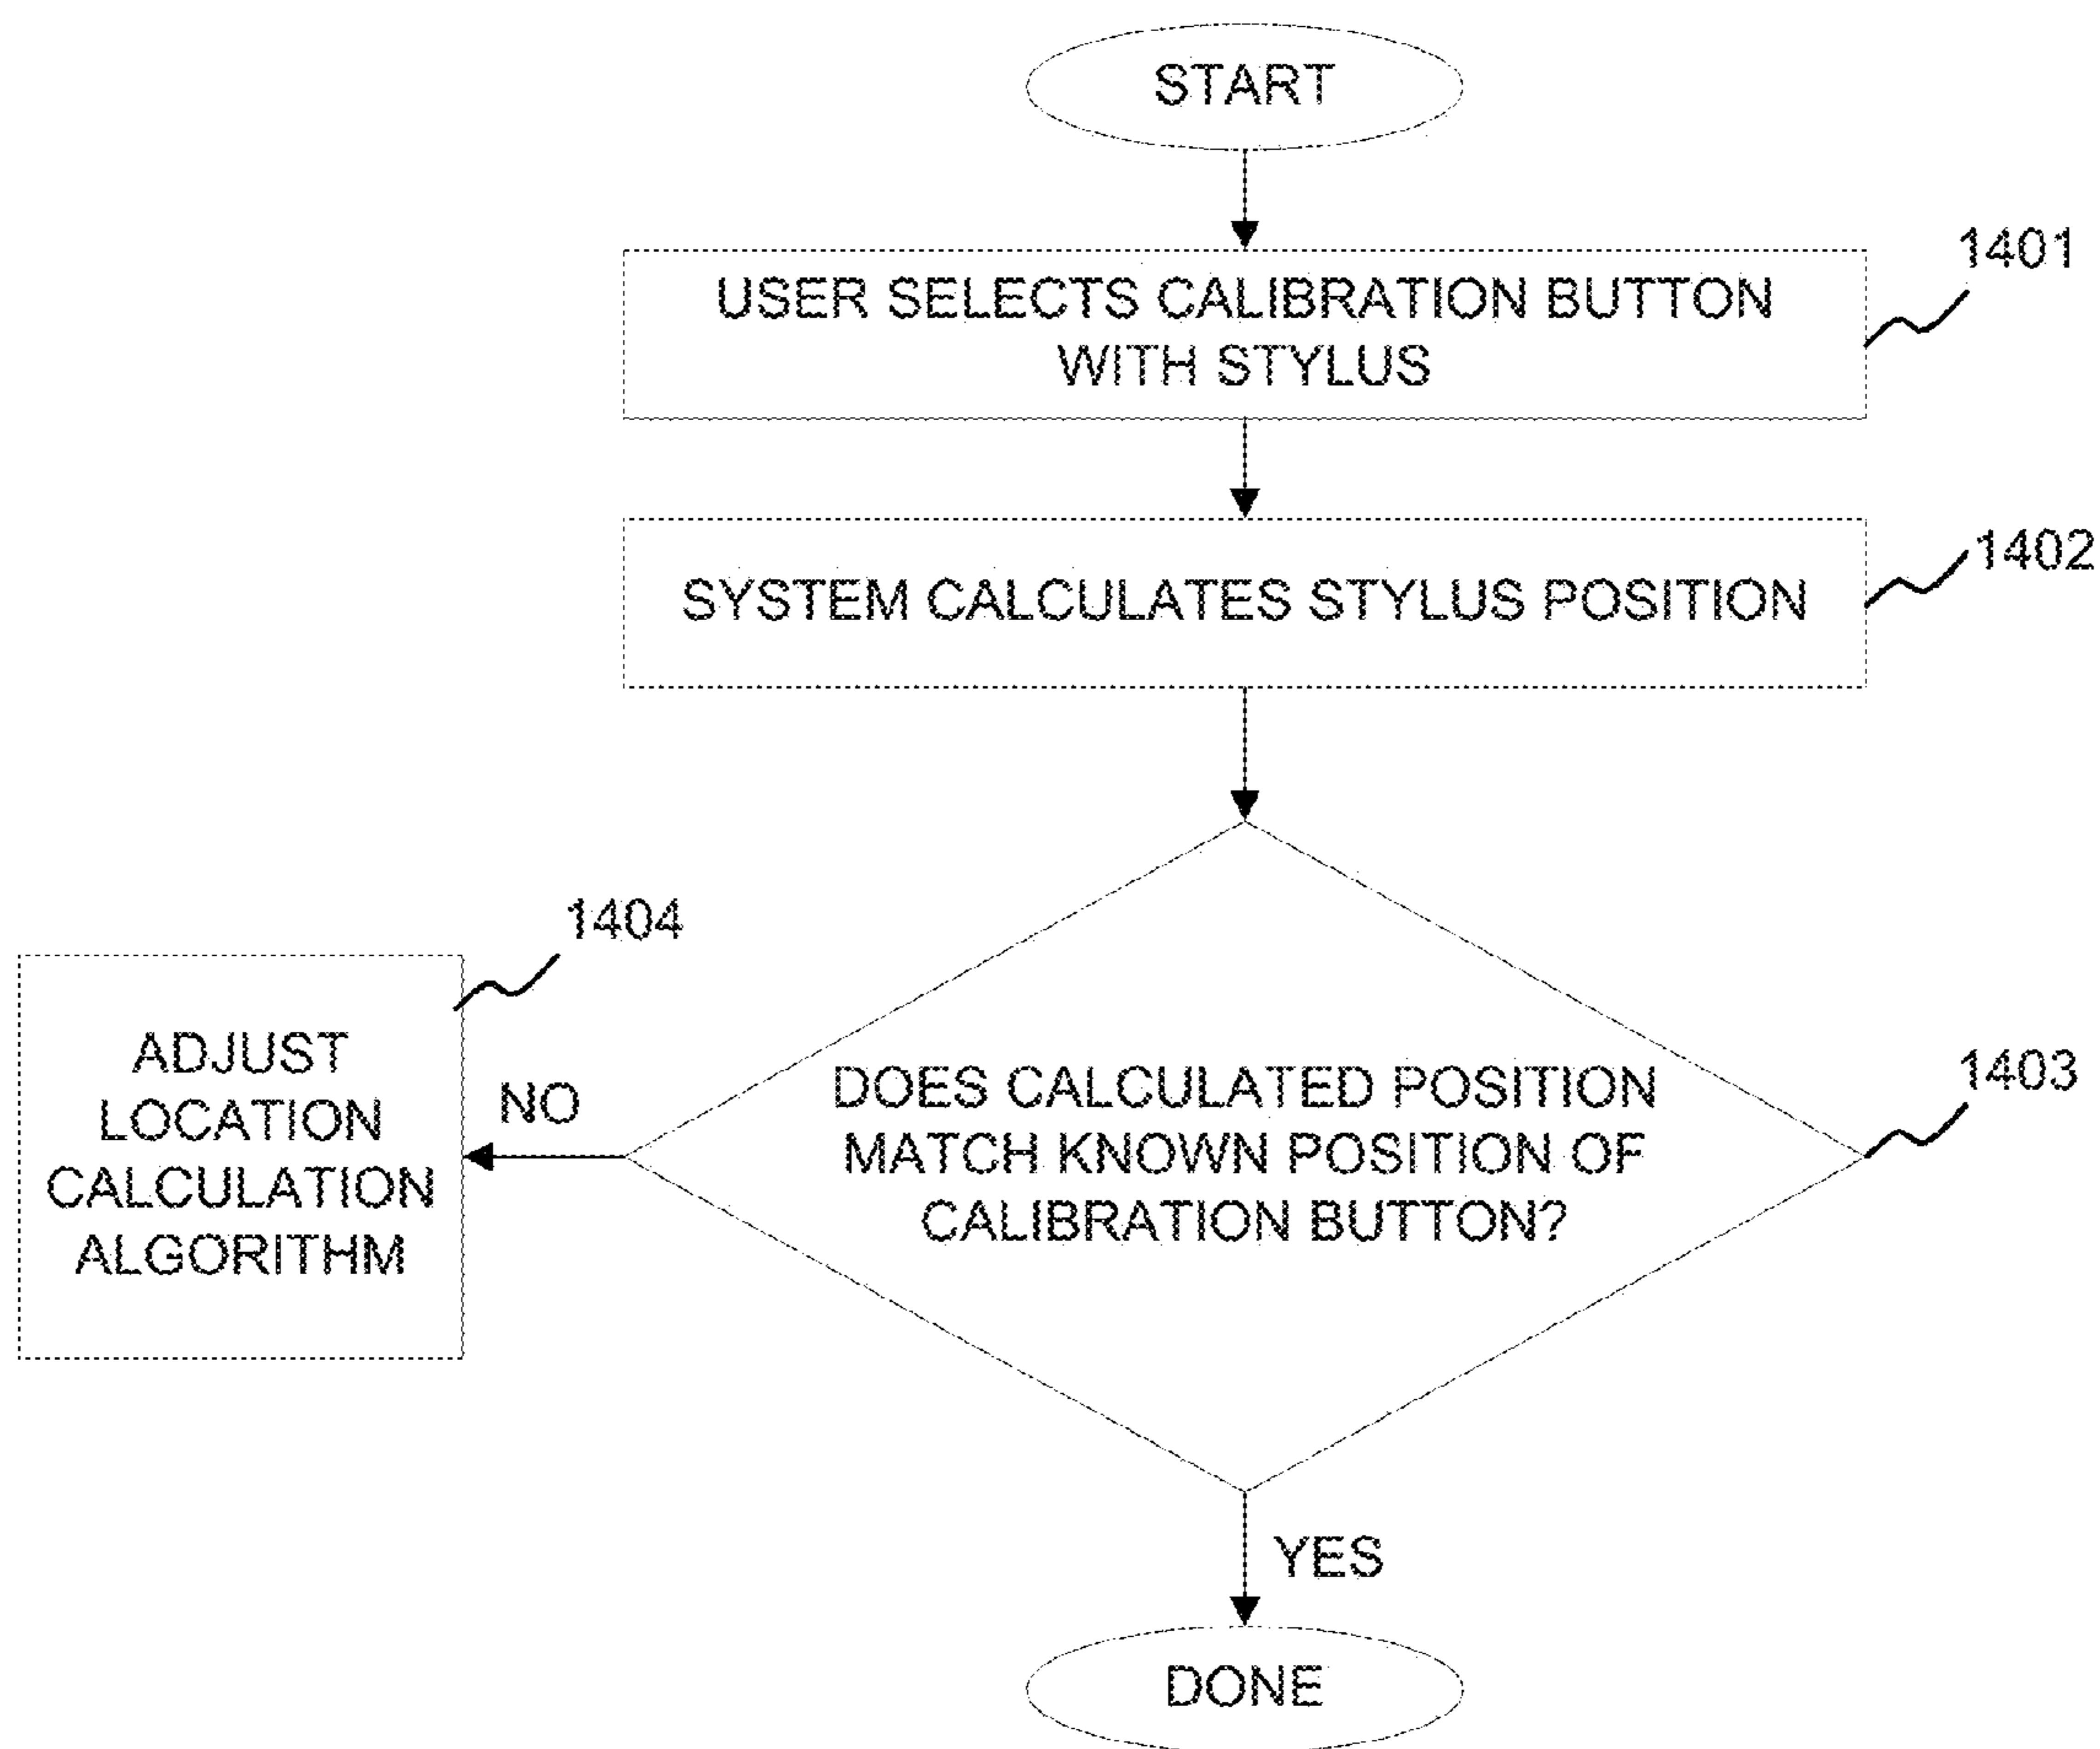 START
1401
USER SELECTS CALIBRATION BUTTON
WITH STYLUS
1402
SYSTEM CALCULATES STYLUS POSITION
1404
ADJUST
LOCATION
CALCULATION
ALGORITHM
NO
1403
DOES CALCULATED POSITION
MATCH KNOWN POSITION OF
CALIBRATION BUTTON?
YES
DONE